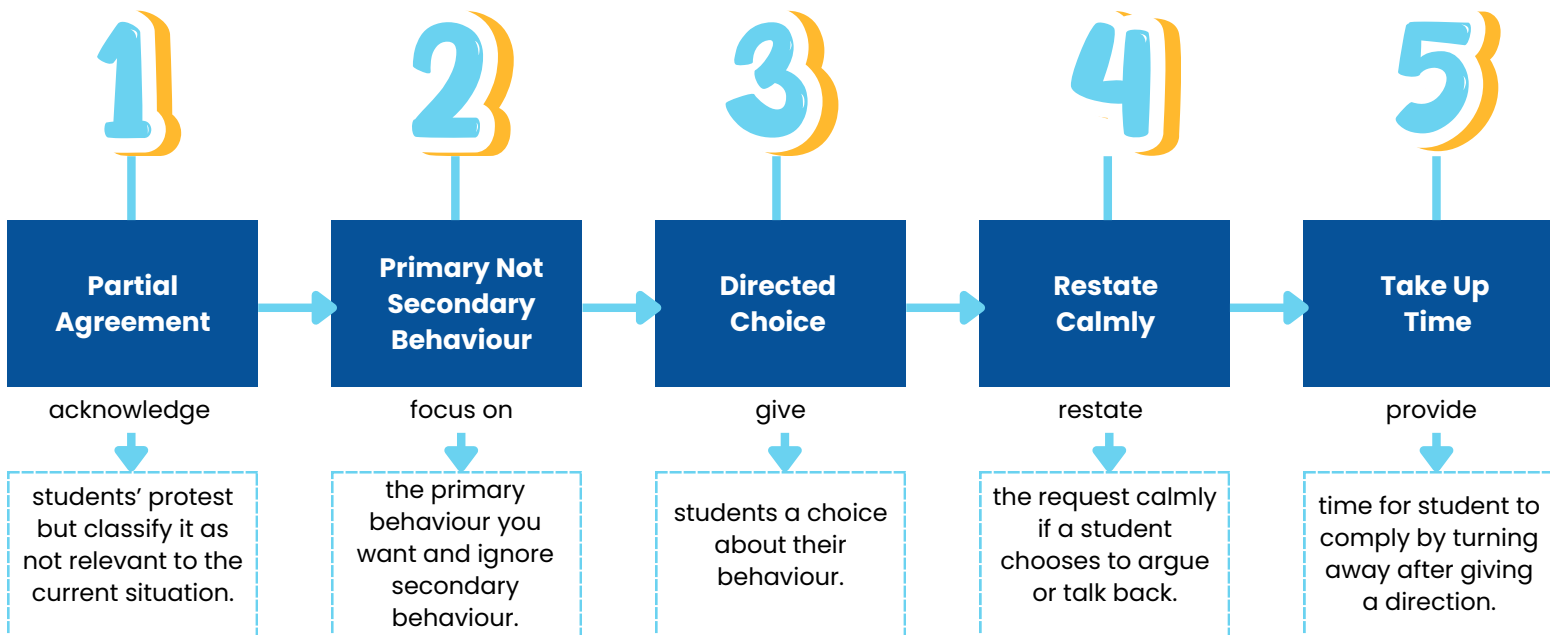 1
2
3
4
5
Partial
Agreement
Primary Not
Secondary
Behaviour
Directed
Choice
Restate
Calmly
Take Up
Time
acknowledge
focus on
give
restate
provide
students’ protest
but classify it as
not relevant to the
current situation.
the primary
behaviour you
want and ignore
secondary
behaviour.
students a choice
about their
behaviour.
the request calmly
if a student
chooses to argue
or talk back.
time for student to
comply by turning
away after giving
a direction.